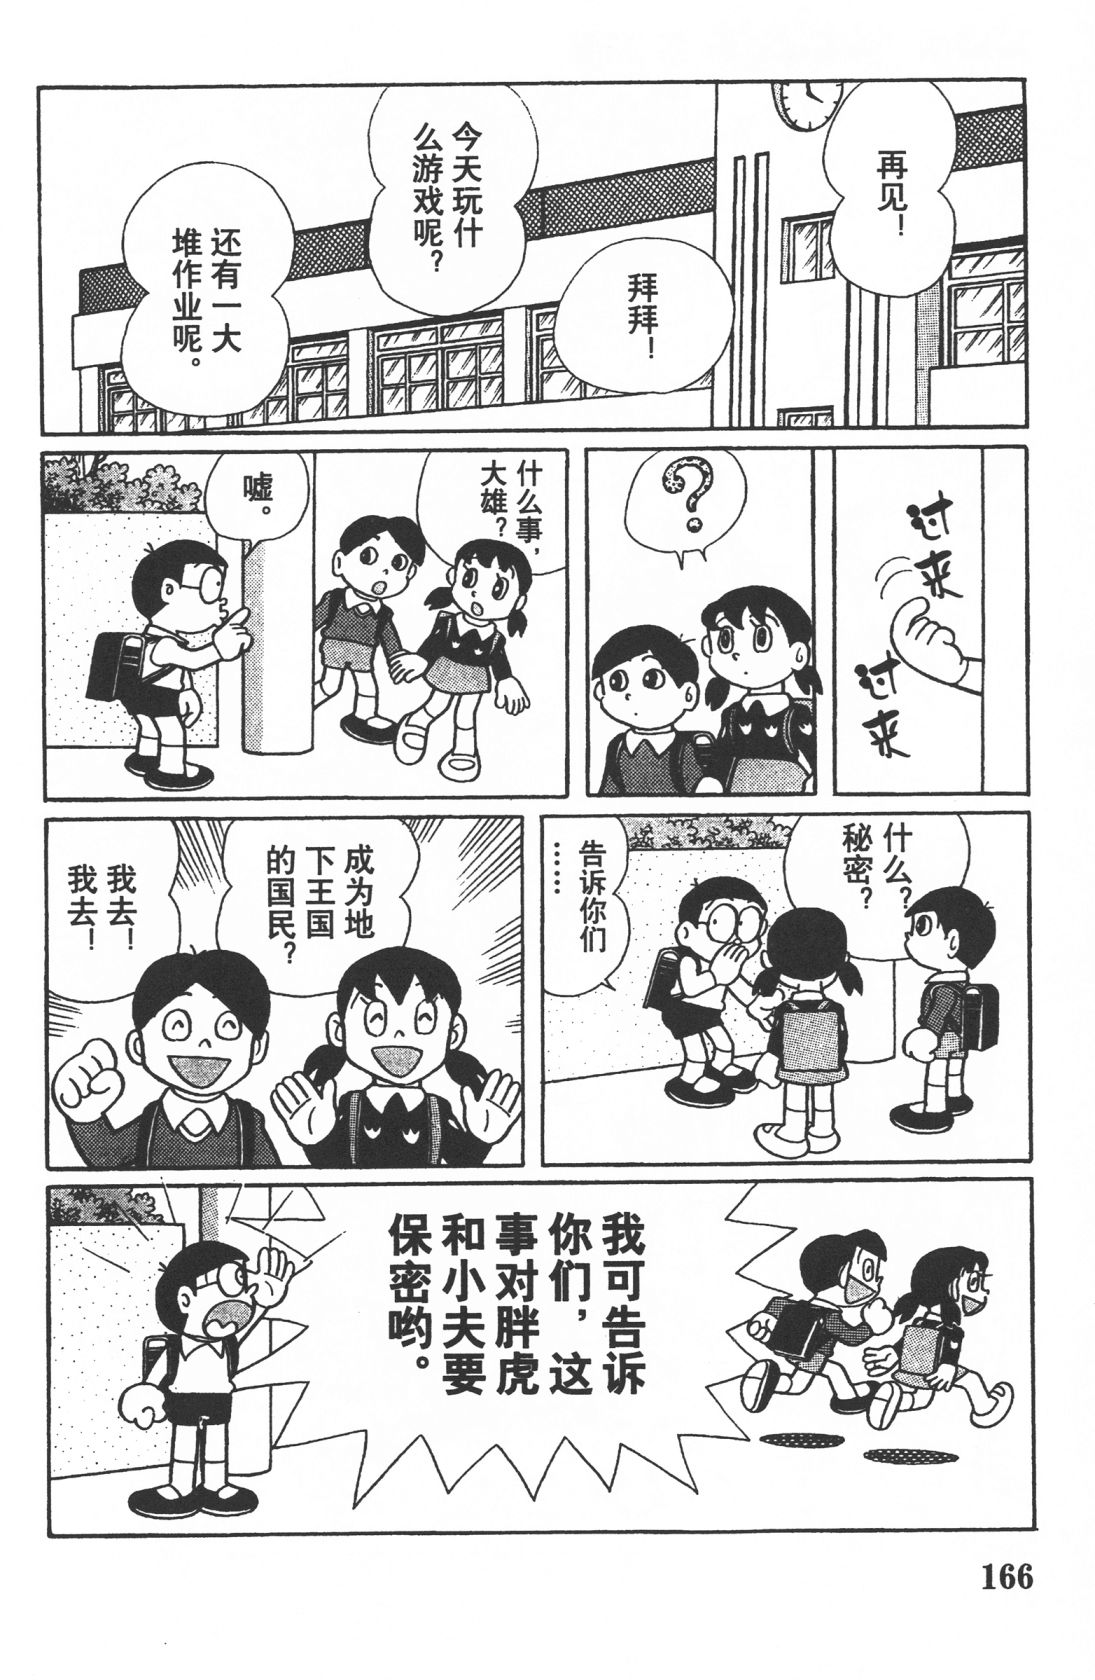 再见！
拜拜！
今天玩什
么游戏呢？
还有一大
堆作业呢。
过来
过来
？
什么事，
大雄？
嘘。
什么？
秘密？
告诉你们
……
成为地
下王国
的国民？
我去！
我去！
我可告诉
你们，这
事对胖虎
和小夫要
保密哟。
166